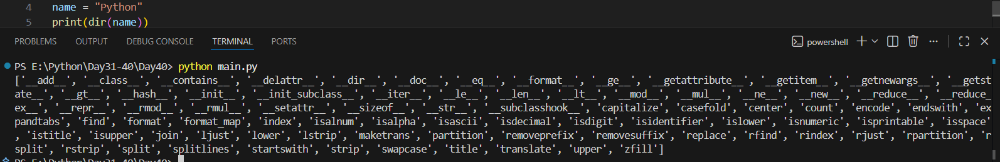 4 name = "Python"
5 print(dir(name))
PROBLEMS OUTPUT DEBUG CONSOLE TERMINAL PORTS powershell
PS E:\Python\Day31-40\Day40> python main.py
['__add__', '__class__', '__contains__', '__delattr__', '__dir__', '__doc__', '__eq__', '__format__', '__ge__', '__getattribute__', '__getitem__', '__getnewargs__', '__getst
ate__', '__gt__', '__hash__', '__init__', '__init_subclass__', '__iter__', '__le__', '__len__', '__lt__', '__mod__', '__mul__', '__ne__', '__new__', '__reduce__', '__reduce_
ex__', '__repr__', '__rmod__', '__rmul__', '__setattr__', '__sizeof__', '__str__', '__subclasshook__', 'capitalize', 'casefold', 'center', 'count', 'encode', 'endswith', 'ex
pandtabs', 'find', 'format', 'format_map', 'index', 'isalnum', 'isalpha', 'isascii', 'isdecimal', 'isdigit', 'isidentifier', 'islower', 'isnumeric', 'isprintable', 'isspace'
, 'istitle', 'isupper', 'join', 'ljust', 'lower', 'lstrip', 'maketrans', 'partition', 'removeprefix', 'removesuffix', 'replace', 'rfind', 'rindex', 'rjust', 'rpartition', 'r
split', 'rstrip', 'split', 'splitlines', 'startswith', 'strip', 'swapcase', 'title', 'translate', 'upper', 'zfill']
PS E:\Python\Day31-40\Day40>